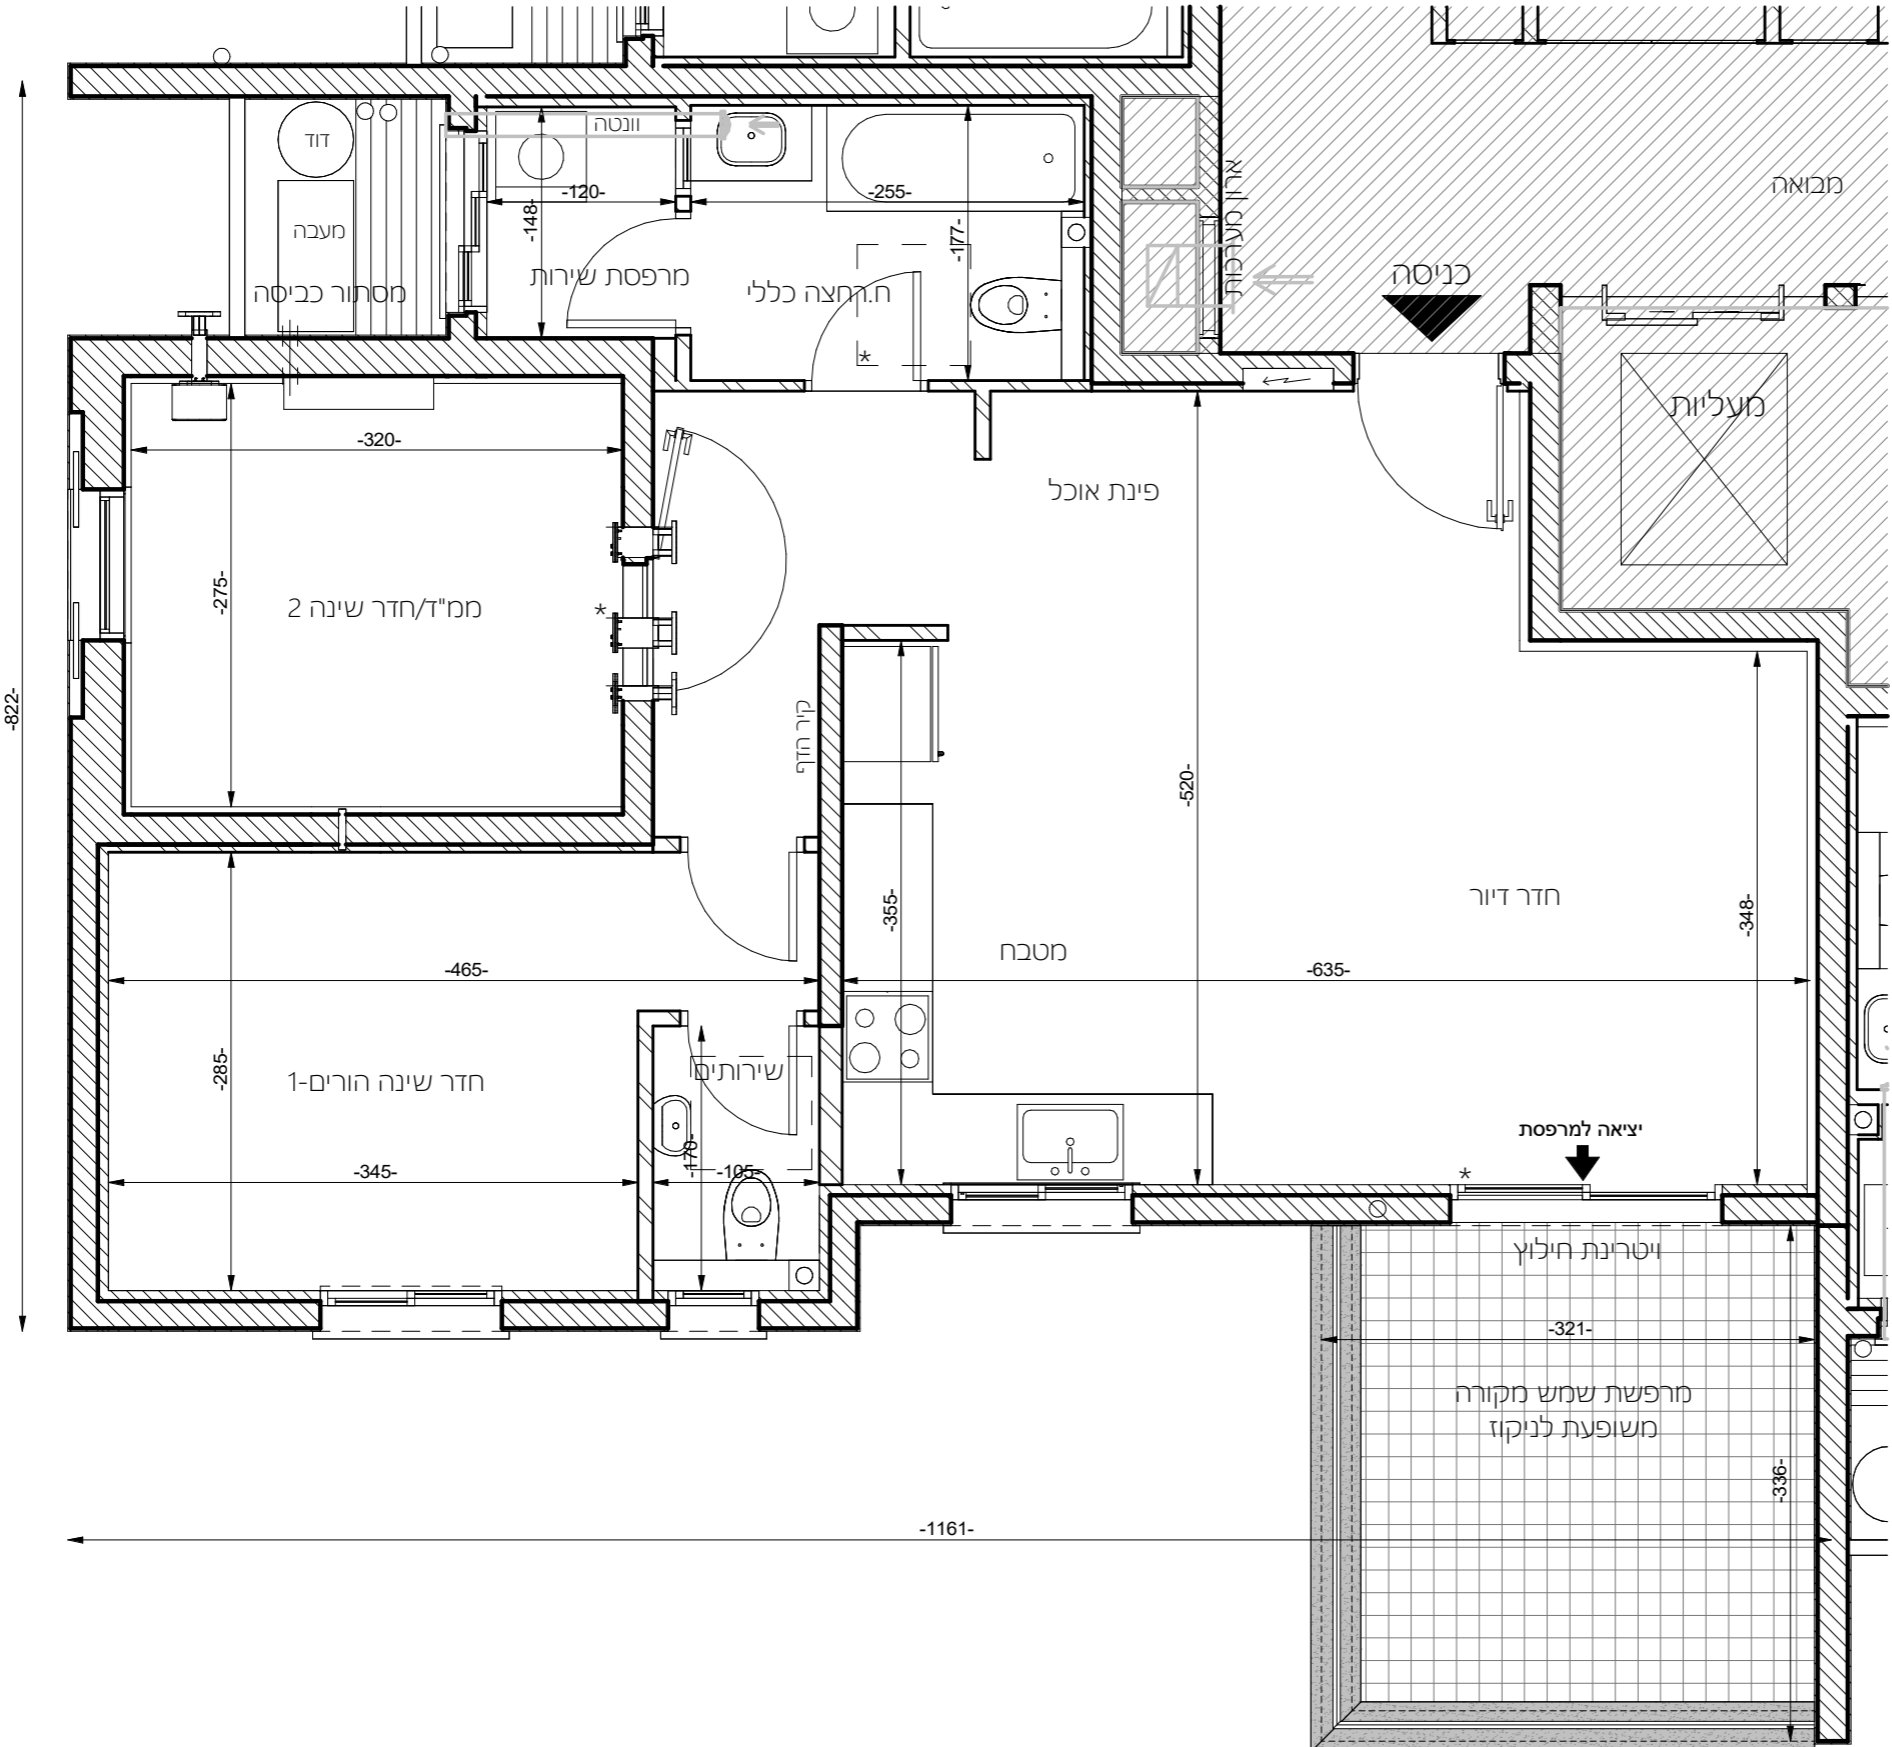 דוד
וונטה
-120-
-255-
-148-
-177-
ארון מערכות
מבואה
מעבה
מסתור כביסה
מרפסת שירות
ח.רחצה כללי
*
כניסה
מעליות
-320-
-275-
ממ"ד/חדר שינה 2
*
פינת אוכל
-822-
קיר הדף
-520-
-355-
-348-
חדר דיור
מטבח
-465-
-635-
-285-
חדר שינה הורים-1
שירותים
-170-
-345-
-105-
יציאה למרפסת
*
ויטרינת חילוץ
-321-
מרפשת שמש מקורה
משופעת לניקוז
-336-
-1161-